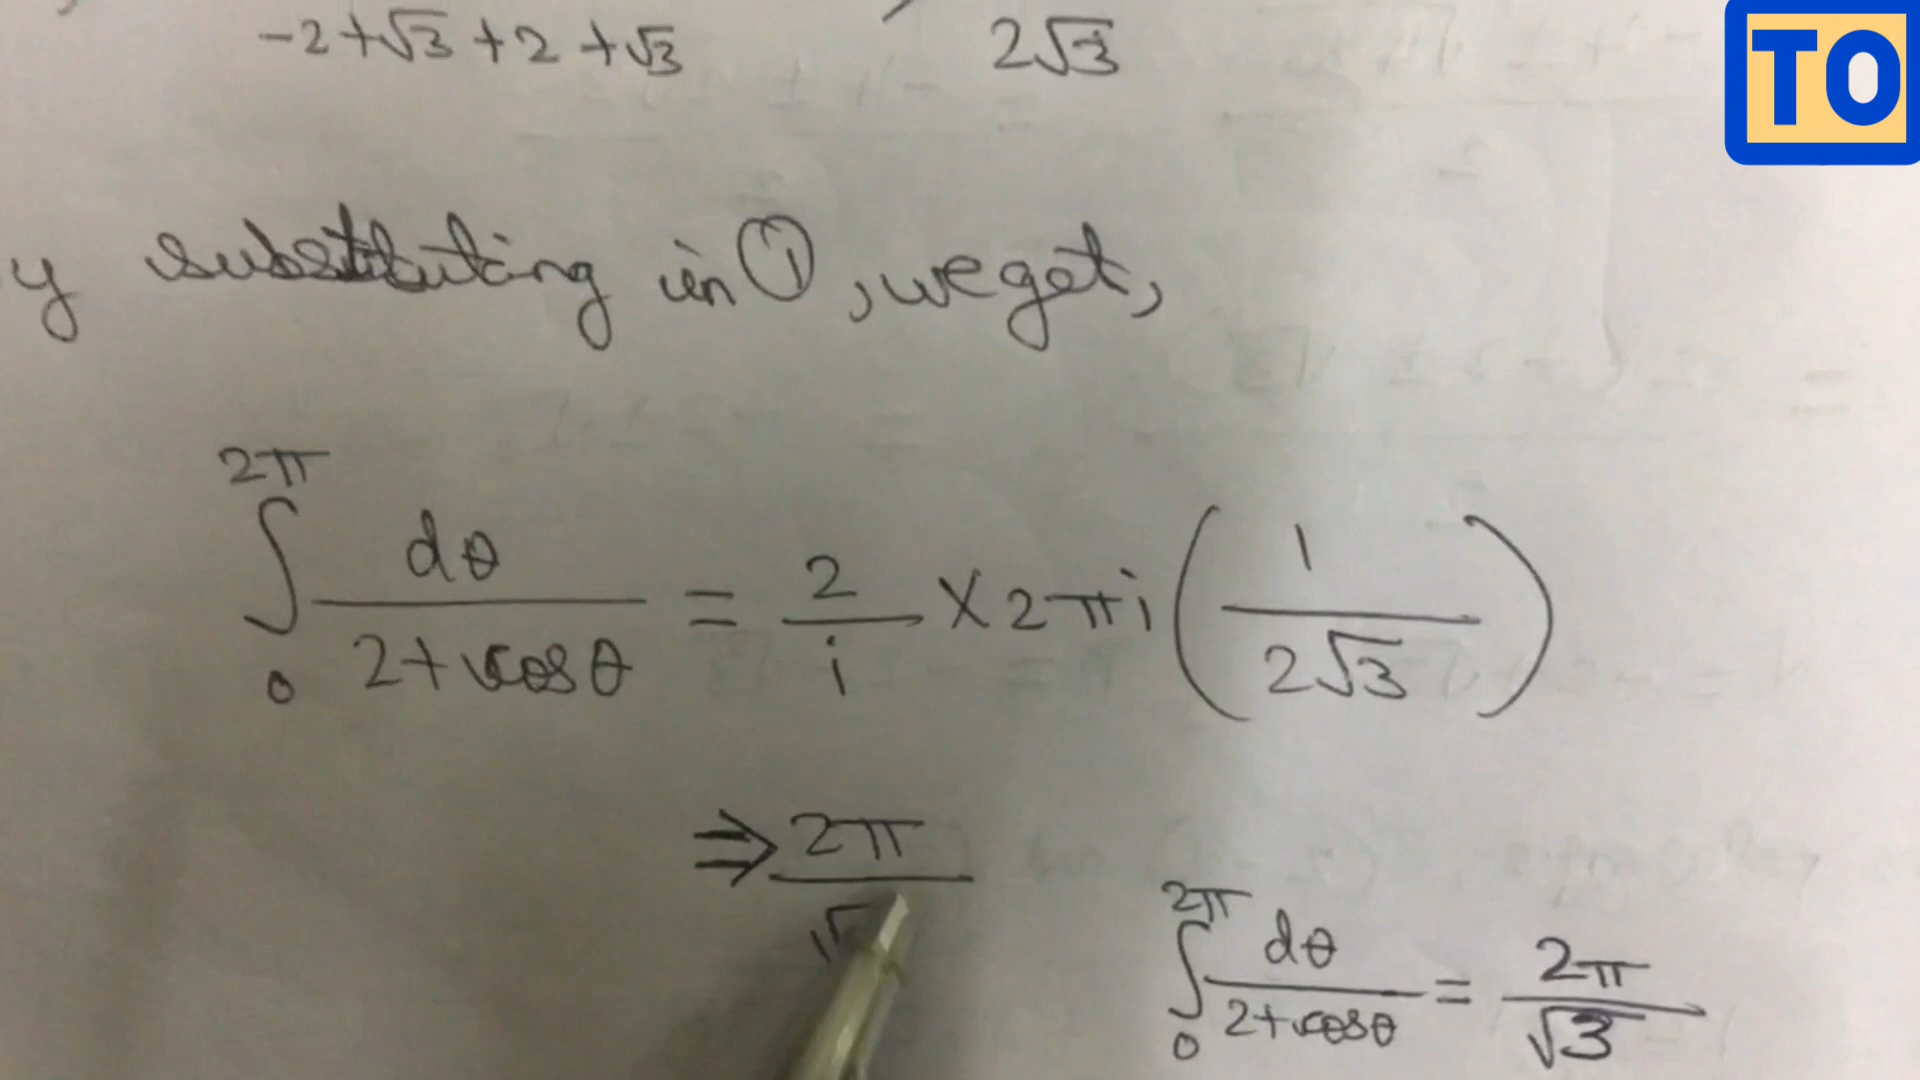 -2+√3+2+√3    2√3
TO
y substituting in ①, we get,
∫₀^{2π} dθ/(2+cosθ) = 2/i × 2πi (1/(2√3))
⇒ 2π/√
∫₀^{2π} dθ/(2+cosθ) = 2π/√3